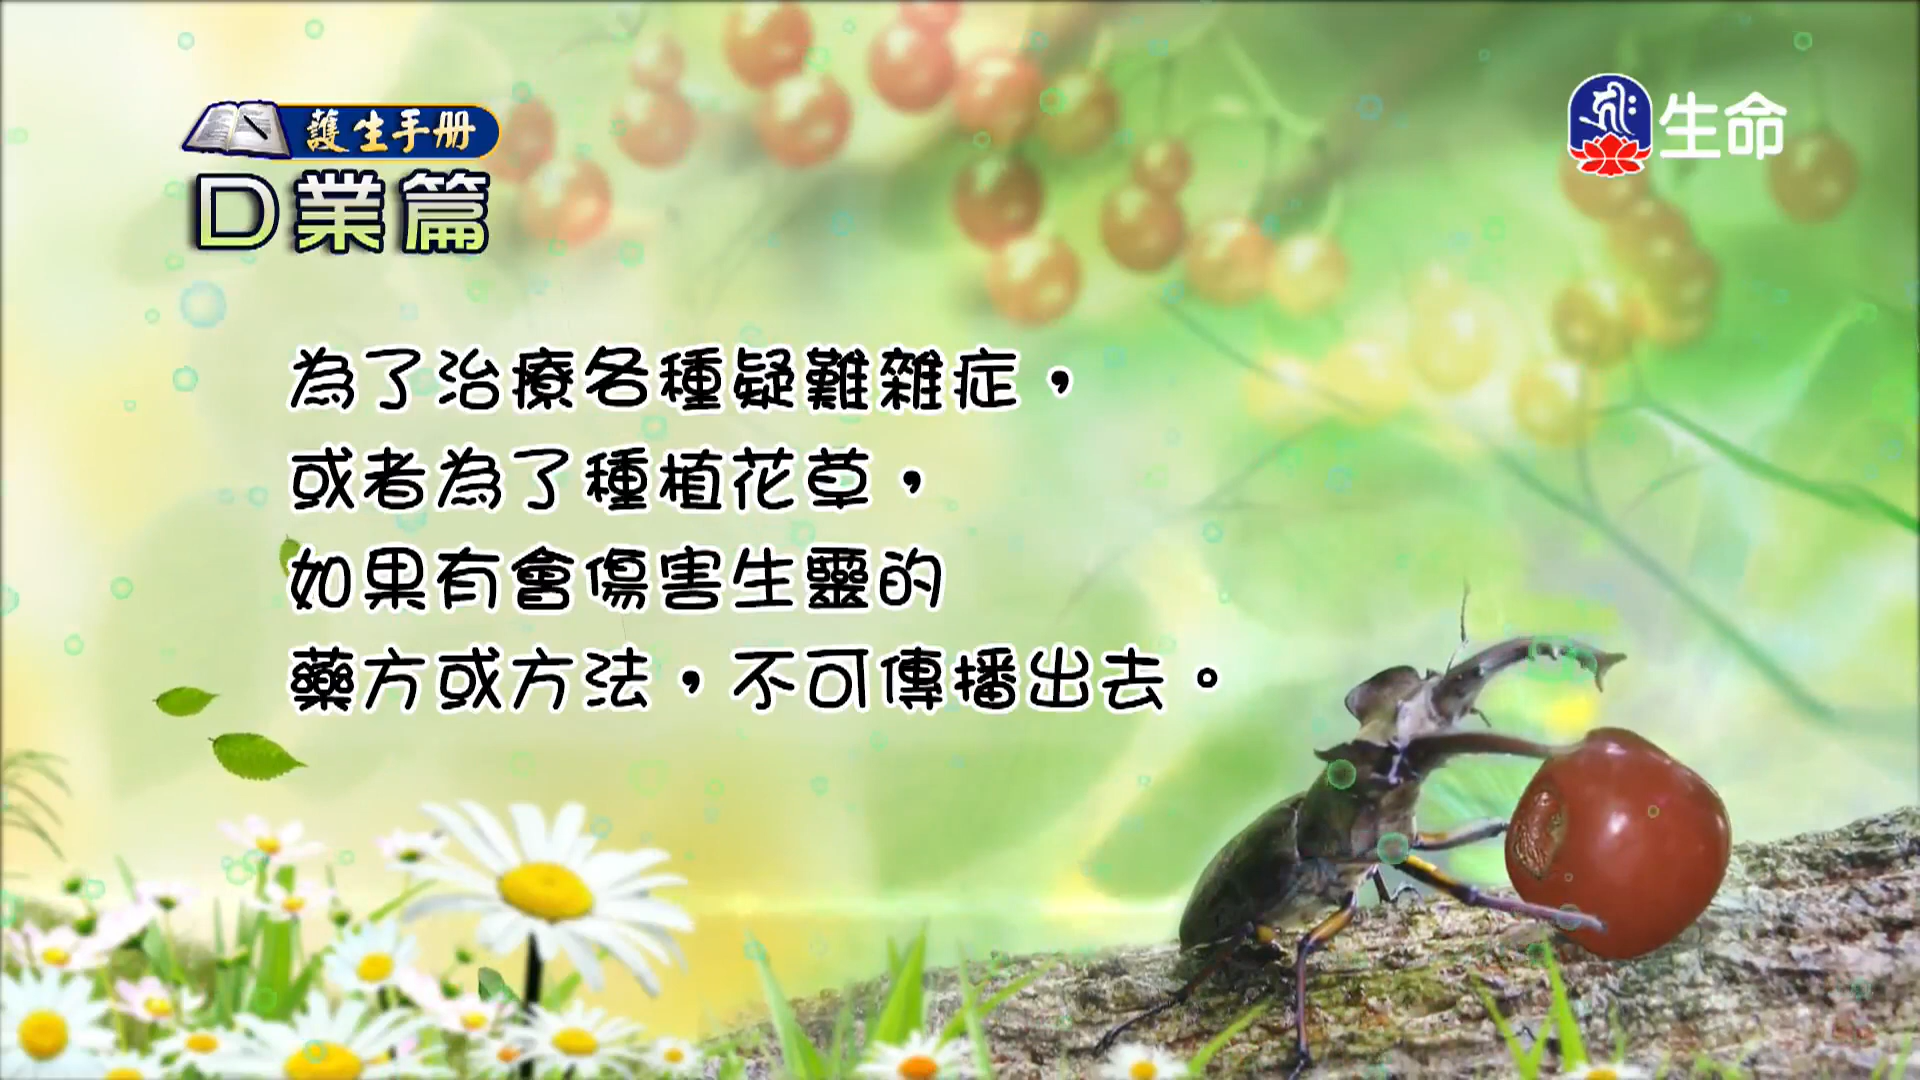 護生手册
D業篇
生命
為了治療各種疑難雜症，
或者為了種植花草，
如果有會傷害生靈的
藥方或方法，不可傳播出去。